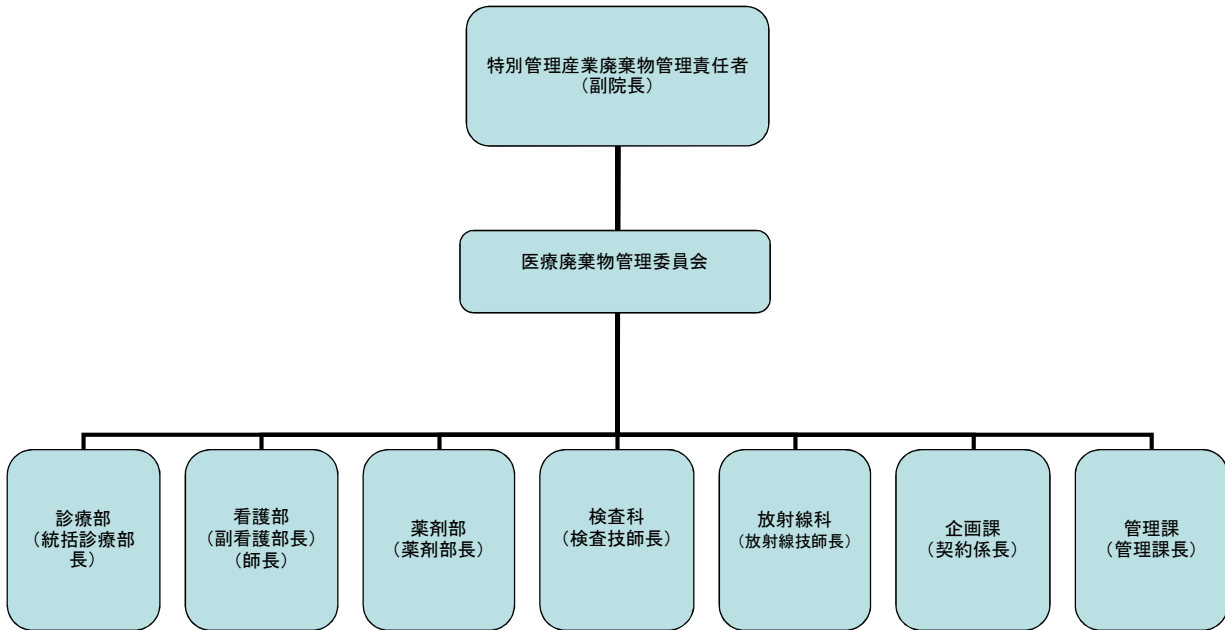 特別管理産業廃棄物管理責任者
（副院長）
医療廃棄物管理委員会
診療部
（統括診療部
長）
看護部
（副看護部長）
（師長）
薬剤部
（薬剤部長）
検査科
（検査技師長）
放射線科
（放射線技師長）
企画課
（契約係長）
管理課
（管理課長）